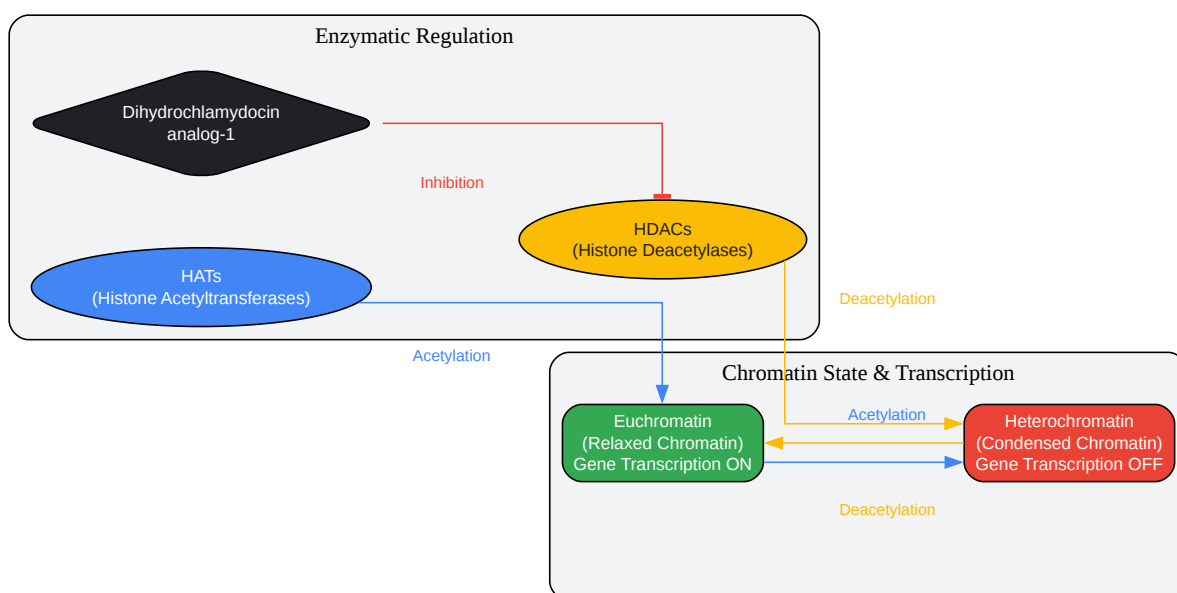 Enzymatic Regulation
Dihydrochlamydocin
analog-1
Inhibition
HDACs
(Histone Deacetylases)
HATs
(Histone Acetyltransferases)
Deacetylation
Acetylation
Chromatin State & Transcription
Euchromatin
(Relaxed Chromatin)
Gene Transcription ON
Acetylation
Heterochromatin
(Condensed Chromatin)
Gene Transcription OFF
Deacetylation